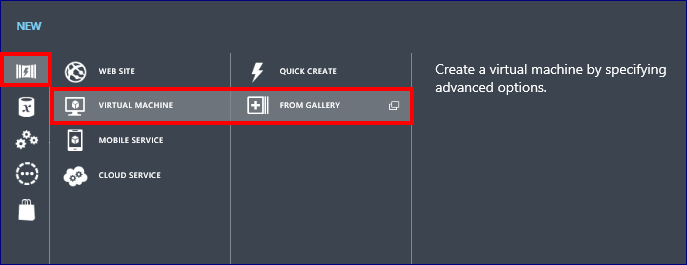 NEW
WEB SITE
VIRTUAL MACHINE
MOBILE SERVICE
CLOUD SERVICE
QUICK CREATE
FROM GALLERY
Create a virtual machine by specifying
advanced options.